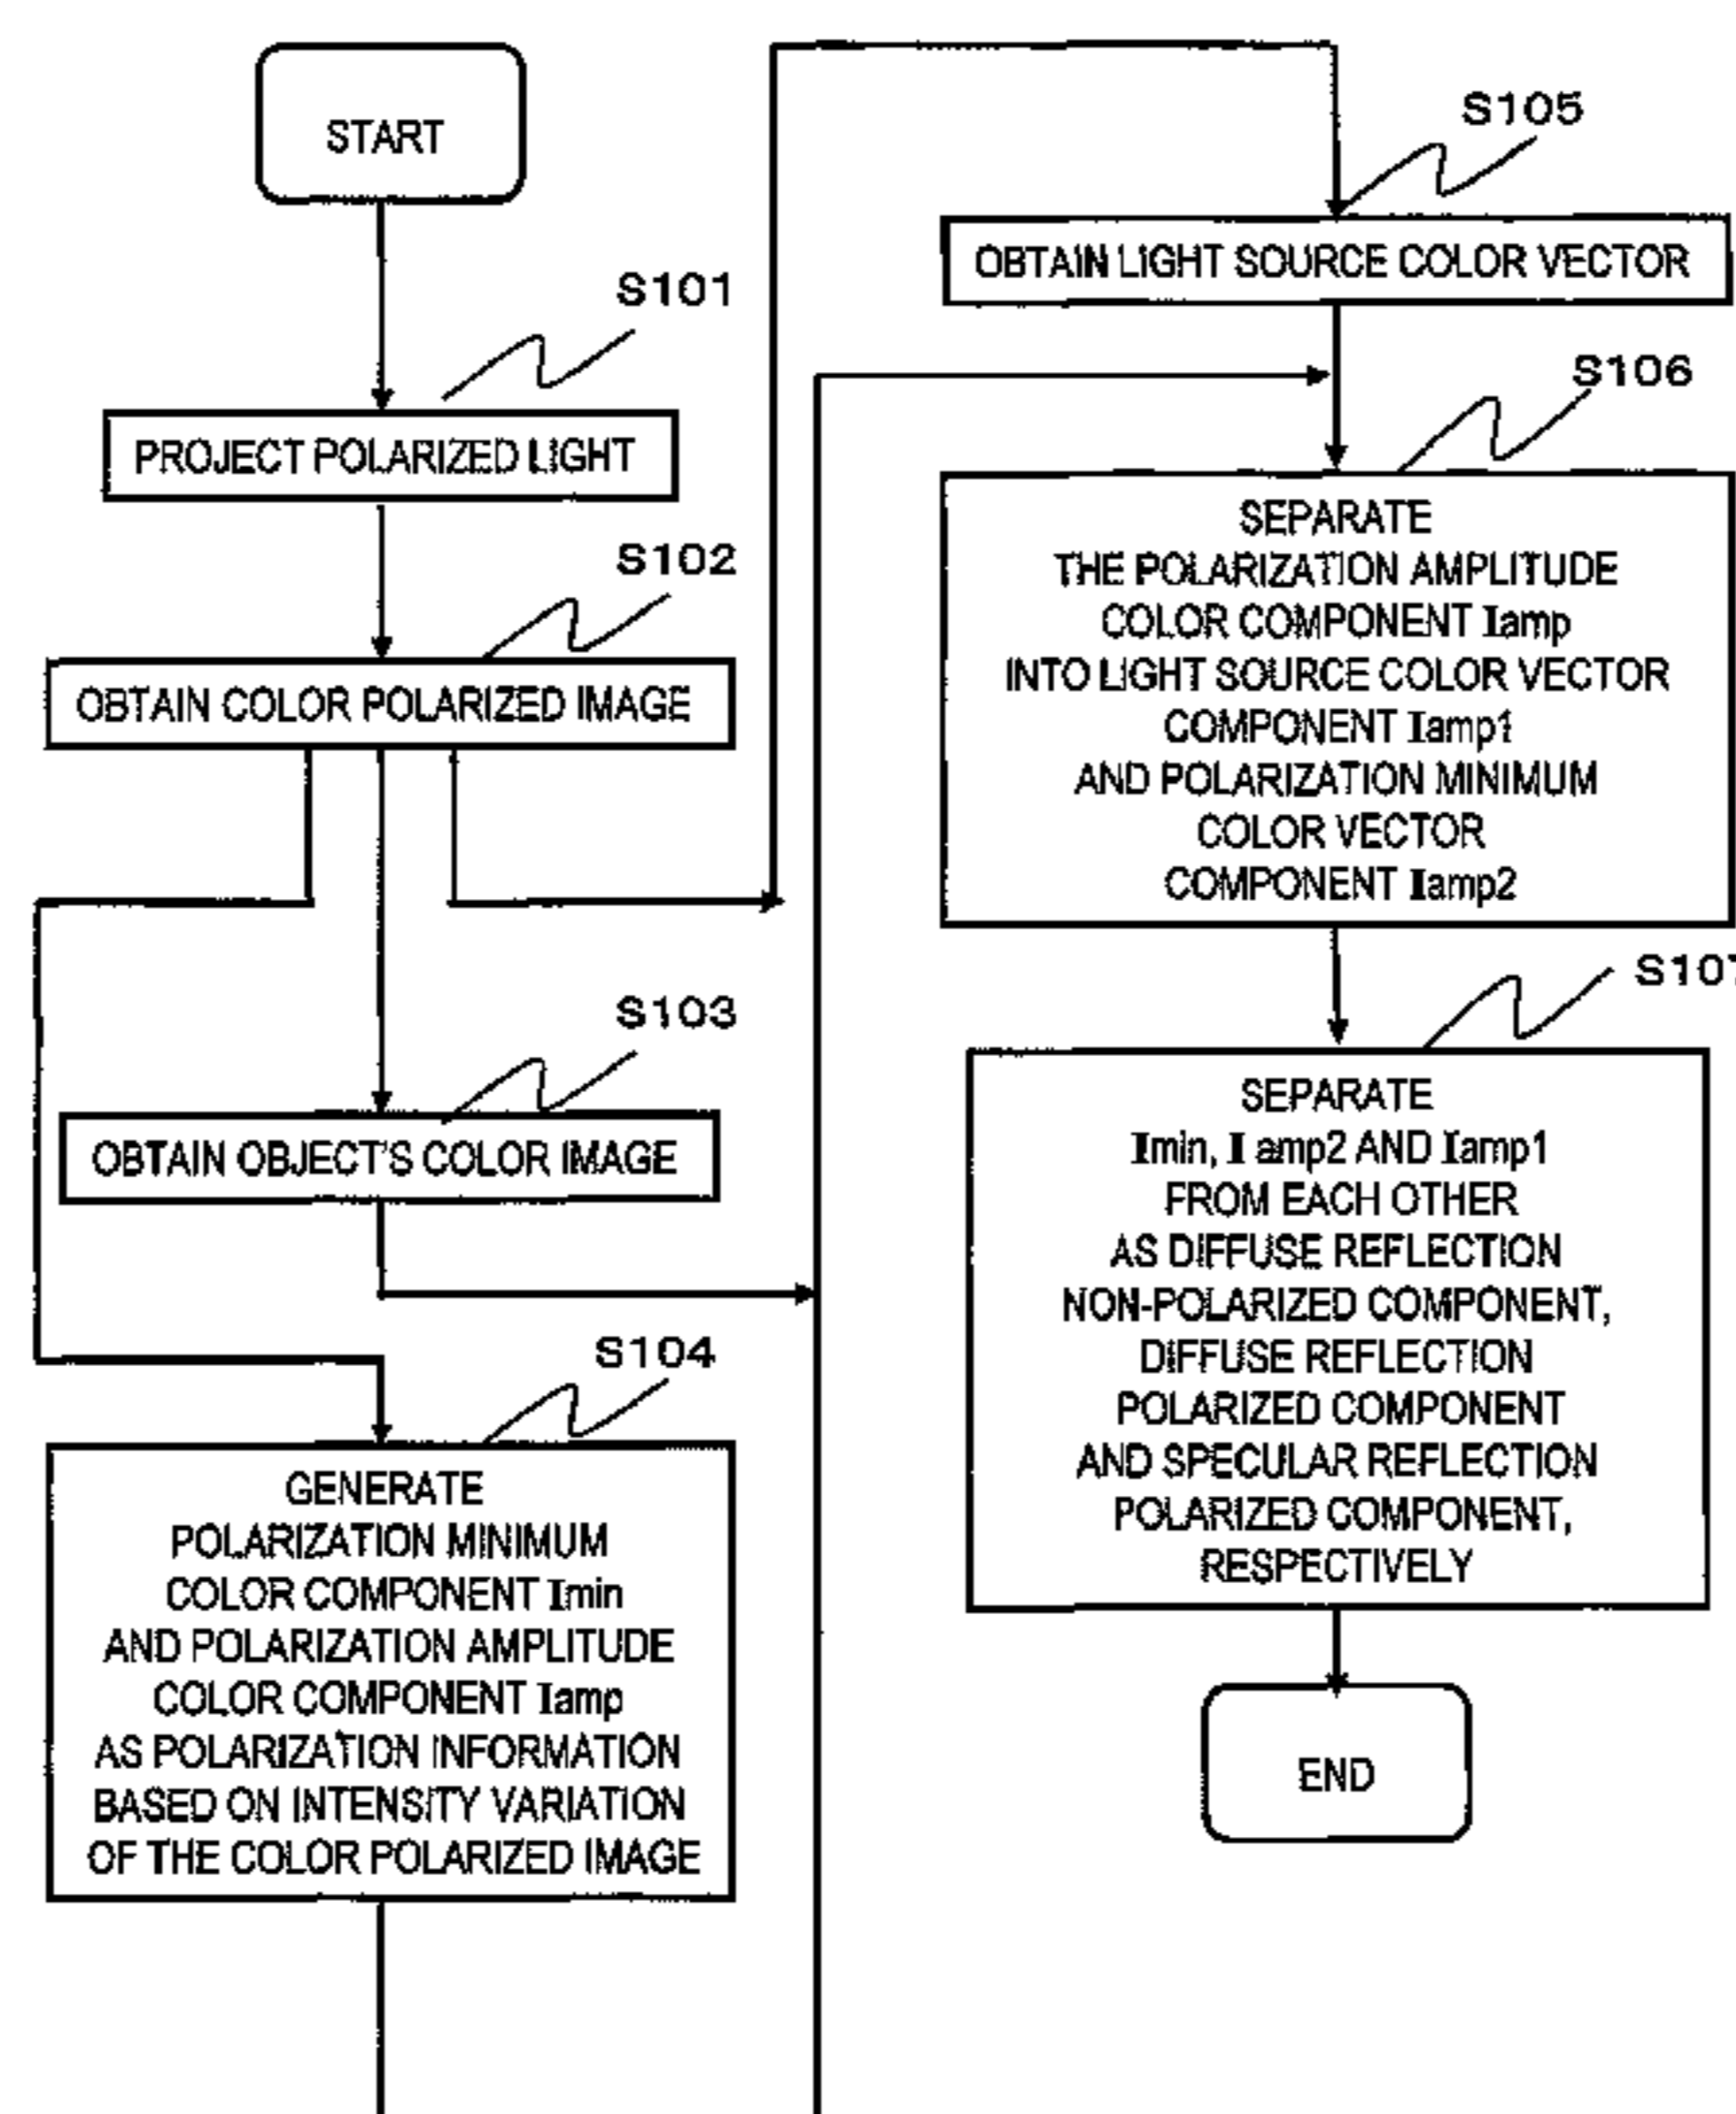 START
S101
PROJECT POLARIZED LIGHT
S102
OBTAIN COLOR POLARIZED IMAGE
S103
OBTAIN OBJECT'S COLOR IMAGE
S104
GENERATE
POLARIZATION MINIMUM
COLOR COMPONENT Imin
AND POLARIZATION AMPLITUDE
COLOR COMPONENT Iamp
AS POLARIZATION INFORMATION
BASED ON INTENSITY VARIATION
OF THE COLOR POLARIZED IMAGE
S105
OBTAIN LIGHT SOURCE COLOR VECTOR
S106
SEPARATE
THE POLARIZATION AMPLITUDE
COLOR COMPONENT Iamp
INTO LIGHT SOURCE COLOR VECTOR
COMPONENT Iamp1
AND POLARIZATION MINIMUM
COLOR VECTOR
COMPONENT Iamp2
S107
SEPARATE
Imin, I amp2 AND Iamp1
FROM EACH OTHER
AS DIFFUSE REFLECTION
NON-POLARIZED COMPONENT,
DIFFUSE REFLECTION
POLARIZED COMPONENT
AND SPECULAR REFLECTION
POLARIZED COMPONENT,
RESPECTIVELY
END